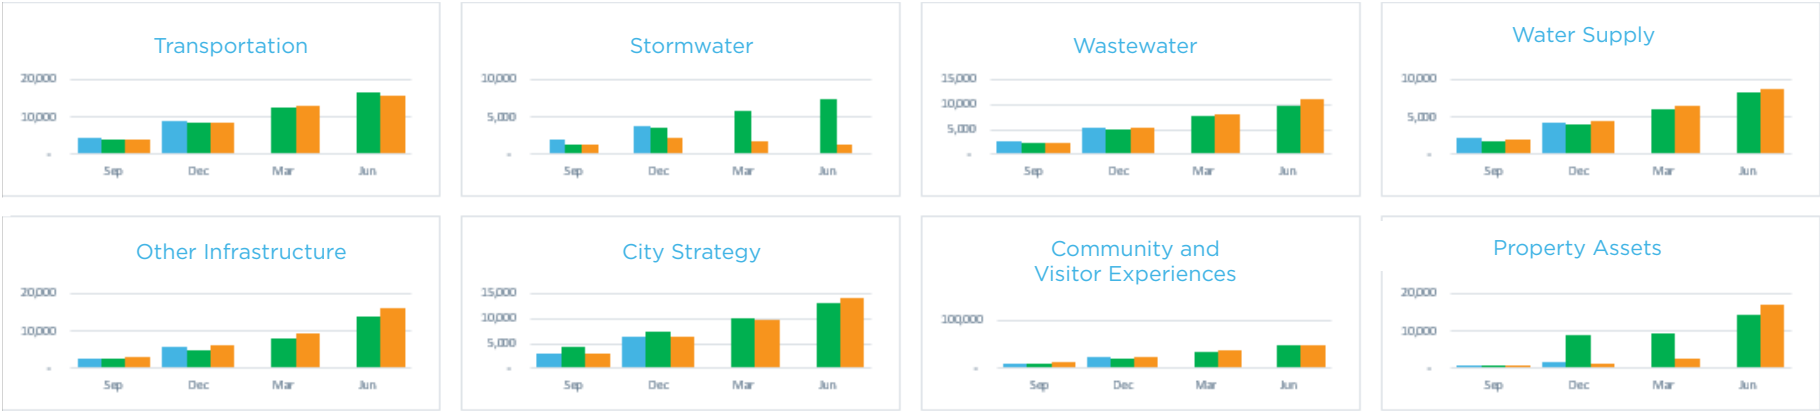 Transportation
20,000
10,000
-
Sep Dec Mar Jun
Stormwater
10,000
5,000
-
Sep Dec Mar Jun
Wastewater
15,000
10,000
5,000
-
Sep Dec Mar Jun
Water Supply
10,000
5,000
-
Sep Dec Mar Jun
Other Infrastructure
20,000
10,000
-
Sep Dec Mar Jun
City Strategy
15,000
10,000
5,000
-
Sep Dec Mar Jun
Community and
Visitor Experiences
100,000
-
Sep Dec Mar Jun
Property Assets
20,000
10,000
-
Sep Dec Mar Jun